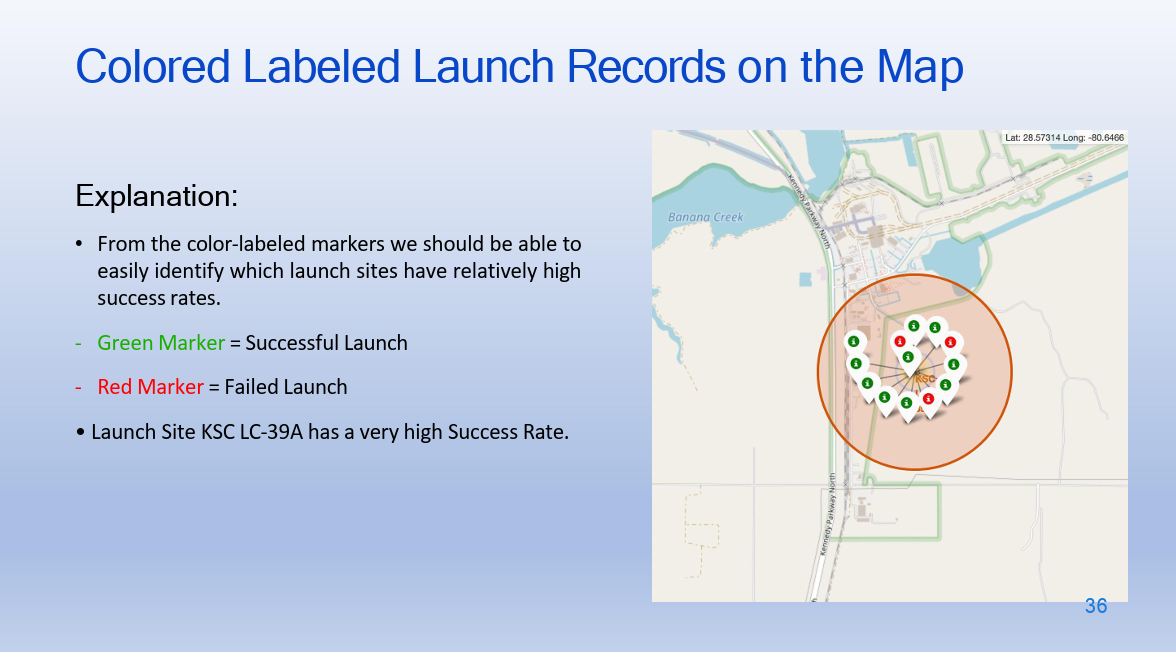 Colored Labeled Launch Records on the Map
Explanation:
• From the color-labeled markers we should be able to
easily identify which launch sites have relatively high
success rates.
- Green Marker = Successful Launch
- Red Marker = Failed Launch
• Launch Site KSC LC-39A has a very high Success Rate.
Lat: 28.57314 Long: -80.6466
Kennedy Parkway North
Banana Creek
KSC
Kennedy Parkway North
36